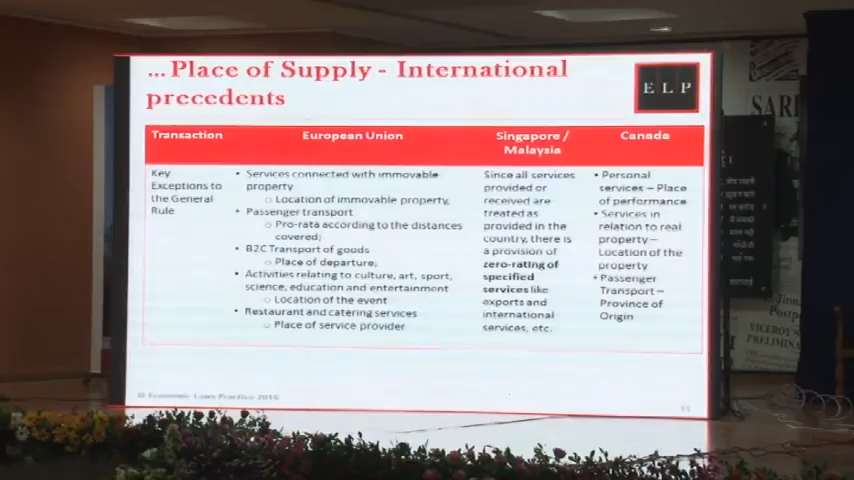 ...Place of Supply - International
precedents
E L P
Transaction
European Union
Singapore /
Malaysia
Canada
Key
Exceptions to
the General
Rule
• Services connected with immovable
property
○ Location of immovable property,
• Passenger transport
○ Pro-rata according to the distances
covered;
• B2C Transport of goods
○ Place of departure;
• Activities relating to culture, art, sport,
science, education and entertainment
○ Location of the event
• Restaurant and catering services
○ Place of service provider
Since all services
provided or
received are
treated as
provided in the
country, there is
a provision of
zero-rating of
specified
services like
exports and
international
services, etc.
• Personal
services – Place
of performance
• Services in
relation to real
property –
Location of the
property
• Passenger
Transport –
Province of
Origin
© Economic Laws Practice 2016
SARD
VICEROY'S
PRELIMINA